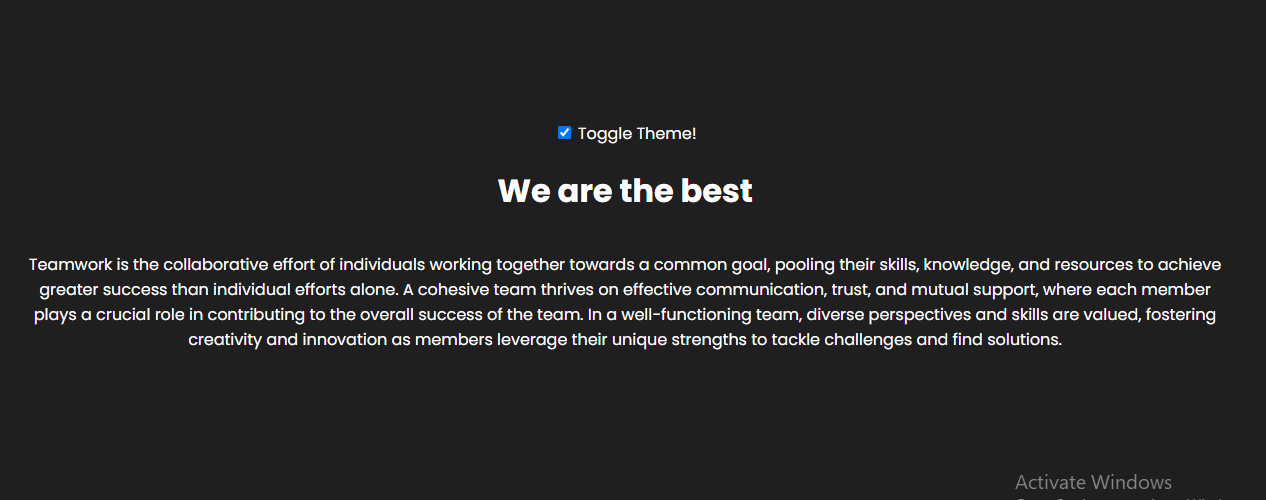 Toggle Theme!
We are the best
Teamwork is the collaborative effort of individuals working together towards a common goal, pooling their skills, knowledge, and resources to achieve
greater success than individual efforts alone. A cohesive team thrives on effective communication, trust, and mutual support, where each member
plays a crucial role in contributing to the overall success of the team. In a well-functioning team, diverse perspectives and skills are valued, fostering
creativity and innovation as members leverage their unique strengths to tackle challenges and find solutions.
Activate Windows